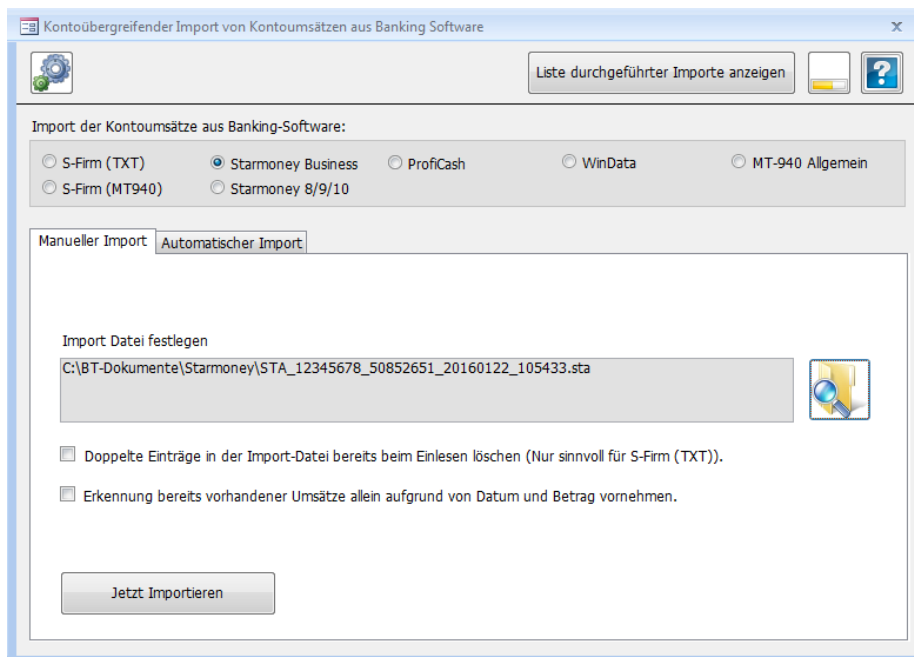 Kontoübergreifender Import von Kontoumsätzen aus Banking Software
x
Liste durchgeführter Importe anzeigen
?
Import der Kontoumsätze aus Banking-Software:
S-Firm (TXT) Starmoney Business ProfiCash WinData MT-940 Allgemein
S-Firm (MT940) Starmoney 8/9/10
Manueller Import Automatischer Import
Import Datei festlegen
C:\BT-Dokumente\Starmoney\STA_12345678_50852651_20160122_105433.sta
Doppelte Einträge in der Import-Datei bereits beim Einlesen löschen (Nur sinnvoll für S-Firm (TXT)).
Erkennung bereits vorhandener Umsätze allein aufgrund von Datum und Betrag vornehmen.
Jetzt Importieren